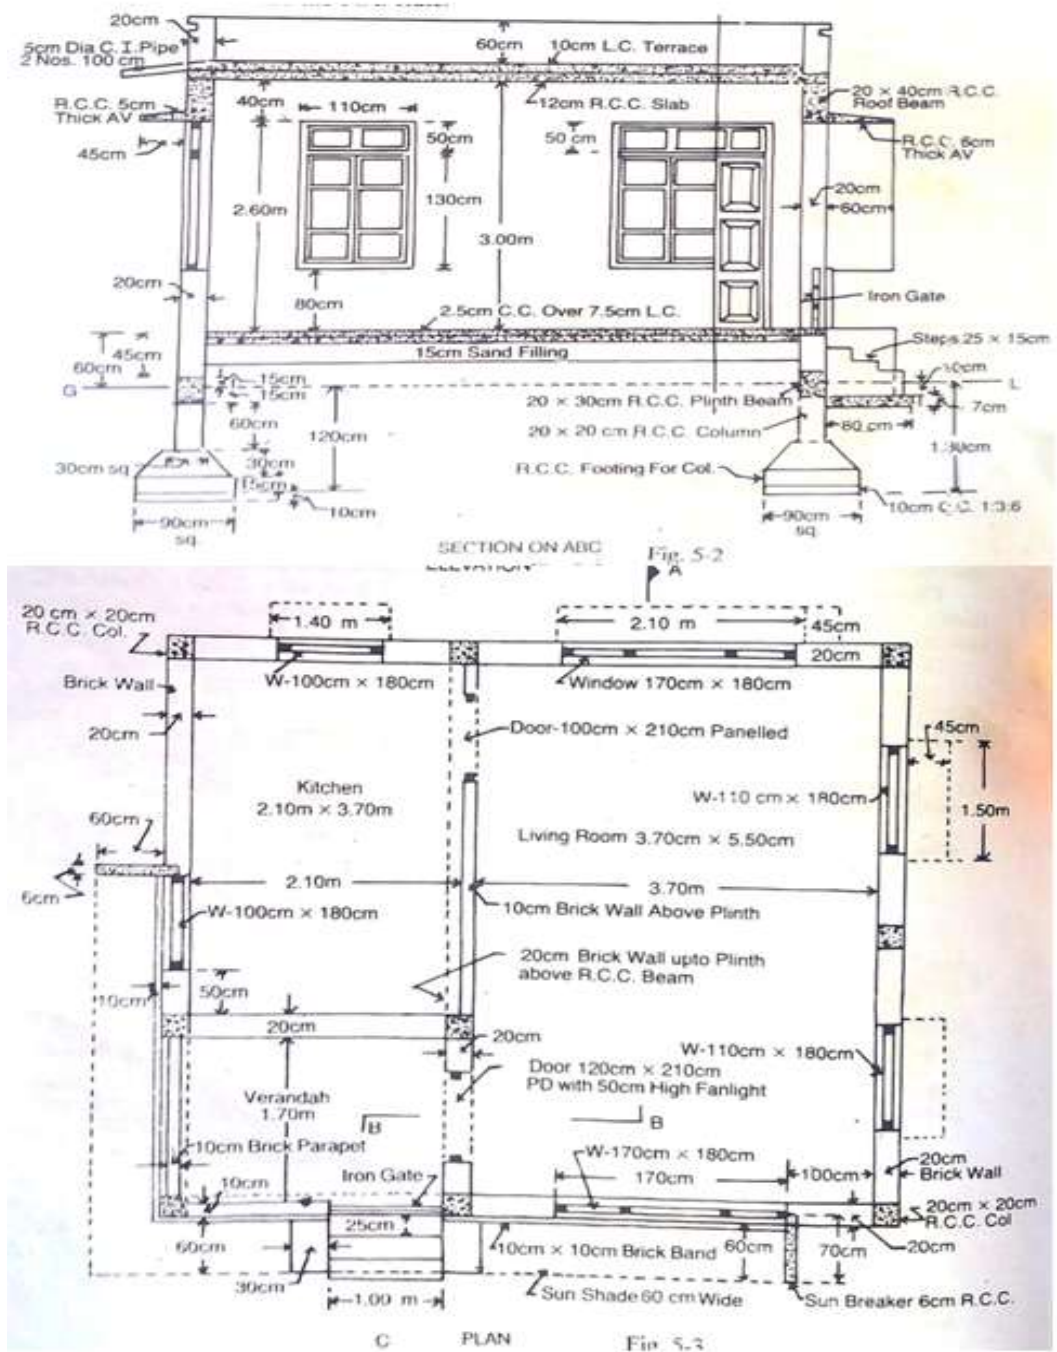 20cm
5cm Dia C.I.Pipe
2 Nos. 100 cm
60cm
10cm L.C. Terrace
R.C.C. 5cm
Thick AV
40cm
110cm
12cm R.C.C. Slab
20 × 40cm R.C.C.
Roof Beam
45cm
50cm
50 cm
R.C.C. 6cm
Thick AV
2.60m
130cm
3.00m
20cm
60cm
20cm
80cm
Iron Gate
2.5cm C.C. Over 7.5cm L.C.
45cm
60cm
15cm Sand Filling
Steps 25 × 15cm
G
15cm
15cm
20 × 30cm R.C.C. Plinth Beam
10cm
L
7cm
60cm
120cm
20 × 20 cm R.C.C. Column
80 cm
30cm sq
30cm
R.C.C. Footing For Col.
15cm
10cm
10cm C.C. 1:3:6
90cm
sq.
90cm
sq.
SECTION ON ABC
Fig. 5-2
ELEVATION
A
20 cm × 20cm
R.C.C. Col.
1.40 m
2.10 m
45cm
20cm
Brick Wall
W-100cm × 180cm
Window 170cm × 180cm
20cm
Door-100cm × 210cm Panelled
45cm
Kitchen
2.10m × 3.70m
W-110 cm × 180cm
1.50m
60cm
Living Room 3.70cm × 5.50cm
6cm
2.10m
3.70m
W-100cm × 180cm
10cm Brick Wall Above Plinth
20cm Brick Wall upto Plinth
above R.C.C. Beam
10cm
50cm
20cm
20cm
W-110cm × 180cm
Door 120cm × 210cm
PD with 50cm High Fanlight
Verandah
1.70m
B
B
10cm Brick Parapet
W-170cm × 180cm
20cm
Brick Wall
Iron Gate
170cm
100cm
10cm
20cm × 20cm
R.C.C. Col
25cm
60cm
10cm × 10cm Brick Band
60cm
70cm
20cm
30cm
1.00 m
Sun Shade 60 cm Wide
Sun Breaker 6cm R.C.C.
C
PLAN
Fig. 5-3